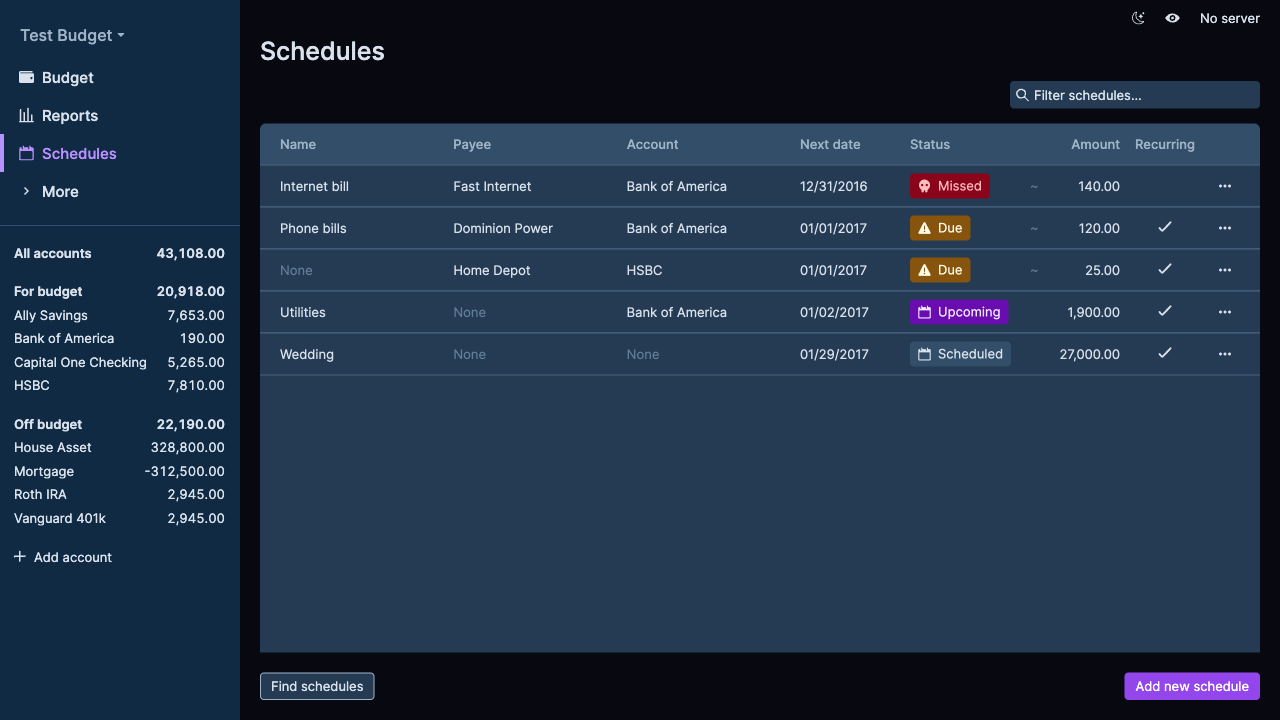 Test Budget
No server
Schedules
Budget
Reports
Schedules
More
All accounts 43,108.00
For budget 20,918.00
Ally Savings 7,653.00
Bank of America 190.00
Capital One Checking 5,265.00
HSBC 7,810.00
Off budget 22,190.00
House Asset 328,800.00
Mortgage -312,500.00
Roth IRA 2,945.00
Vanguard 401k 2,945.00
Add account
Filter schedules...
Name Payee Account Next date Status Amount Recurring
Internet bill Fast Internet Bank of America 12/31/2016 Missed ~ 140.00
Phone bills Dominion Power Bank of America 01/01/2017 Due ~ 120.00
None Home Depot HSBC 01/01/2017 Due ~ 25.00
Utilities None Bank of America 01/02/2017 Upcoming 1,900.00
Wedding None None 01/29/2017 Scheduled 27,000.00
Find schedules
Add new schedule